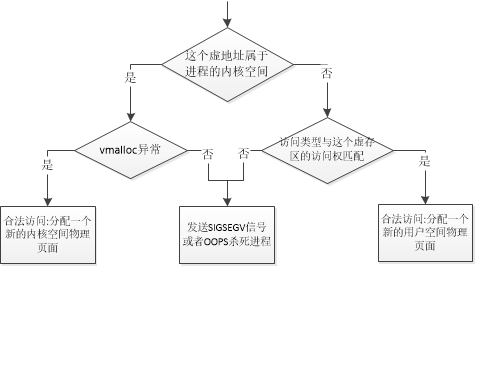 这个虚地址属于
进程的内核空间
是
否
vmalloc异常
访问类型与这个虚存
区的访问权匹配
是
否
否
是
合法访问:分配一个
新的内核空间物理
页面
发送SIGSEGV信号
或者OOPS杀死进程
合法访问:分配一个
新的用户空间物理
页面